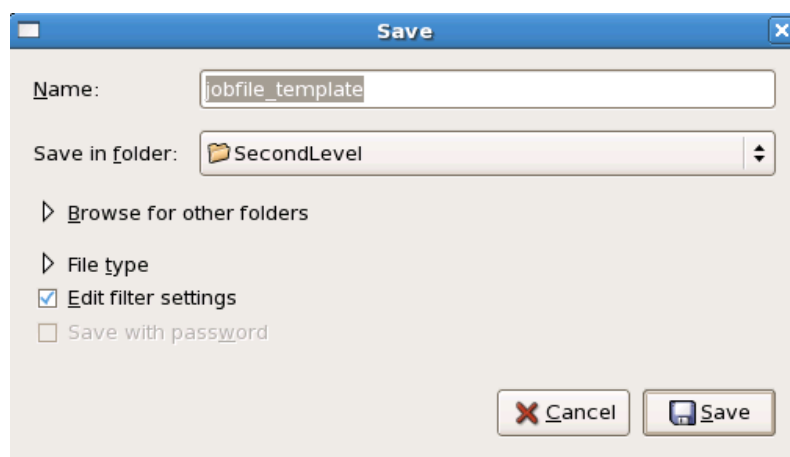 Save
Name: jobfile_template
Save in folder: SecondLevel
Browse for other folders
File type
Edit filter settings
Save with password
Cancel Save